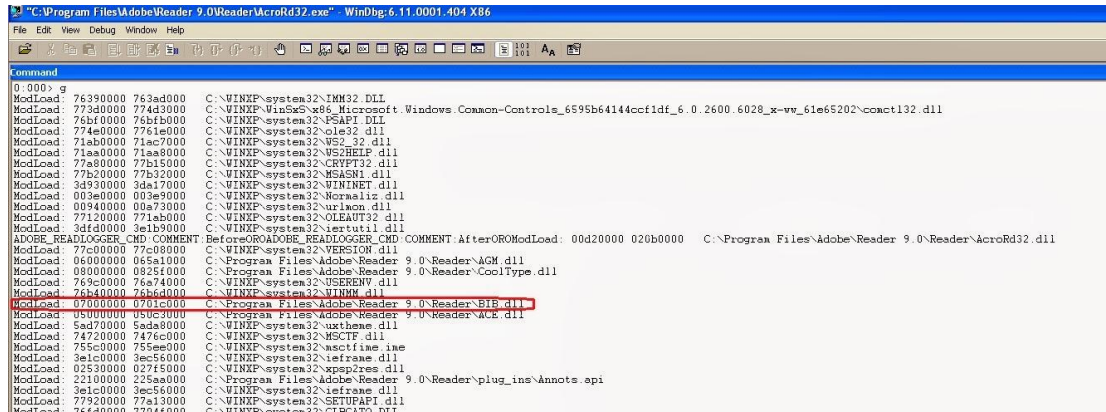 "C:\Program Files\Adobe\Reader 9.0\Reader\AcroRd32.exe" - WinDbg:6.11.0001.404 X86
File Edit View Debug Window Help
Command
0:000> g
ModLoad: 76390000 763ad000 C:\WINXP\system32\IMM32.DLL
ModLoad: 773d0000 774d3000 C:\WINXP\WinSxS\x86_Microsoft.Windows.Common-Controls_6595b64144ccf1df_6.0.2600.6028_x-ww_61e65202\comctl32.dll
ModLoad: 76bf0000 76bfb000 C:\WINXP\system32\PSAPI.DLL
ModLoad: 774e0000 7761e000 C:\WINXP\system32\ole32.dll
ModLoad: 71ab0000 71ac7000 C:\WINXP\system32\WS2_32.dll
ModLoad: 71aa0000 71aa8000 C:\WINXP\system32\WS2HELP.dll
ModLoad: 77a80000 77b15000 C:\WINXP\system32\CRYPT32.dll
ModLoad: 77b20000 77b32000 C:\WINXP\system32\MSASN1.dll
ModLoad: 3d930000 3da17000 C:\WINXP\system32\WININET.dll
ModLoad: 003e0000 003e9000 C:\WINXP\system32\Normaliz.dll
ModLoad: 00940000 00a73000 C:\WINXP\system32\urlmon.dll
ModLoad: 77120000 771ab000 C:\WINXP\system32\OLEAUT32.dll
ModLoad: 3dfd0000 3e1b9000 C:\WINXP\system32\iertutil.dll
ADOBE_READLOGGER_CMD:COMMENT:BeforeOROADOBE_READLOGGER_CMD:COMMENT:AfterOROModLoad: 00d20000 020b0000 C:\Program Files\Adobe\Reader 9.0\Reader\AcroRd32.dll
ModLoad: 77c00000 77c08000 C:\WINXP\system32\VERSION.dll
ModLoad: 06000000 065a1000 C:\Program Files\Adobe\Reader 9.0\Reader\AGM.dll
ModLoad: 08000000 0825f000 C:\Program Files\Adobe\Reader 9.0\Reader\CoolType.dll
ModLoad: 769c0000 76a74000 C:\WINXP\system32\USERENV.dll
ModLoad: 76b40000 76b6d000 C:\WINXP\system32\WINMM.dll
ModLoad: 07000000 0701c000 C:\Program Files\Adobe\Reader 9.0\Reader\BIB.dll
ModLoad: 05000000 050c3000 C:\Program Files\Adobe\Reader 9.0\Reader\ACE.dll
ModLoad: 5ad70000 5ada8000 C:\WINXP\system32\uxtheme.dll
ModLoad: 74720000 7476c000 C:\WINXP\system32\MSCTF.dll
ModLoad: 755c0000 755ee000 C:\WINXP\system32\msctfime.ime
ModLoad: 3e1c0000 3ec56000 C:\WINXP\system32\ieframe.dll
ModLoad: 02530000 027f5000 C:\WINXP\system32\xpsp2res.dll
ModLoad: 22100000 225aa000 C:\Program Files\Adobe\Reader 9.0\Reader\plug_ins\Annots.api
ModLoad: 3e1c0000 3ec56000 C:\WINXP\system32\ieframe.dll
ModLoad: 77920000 77a13000 C:\WINXP\system32\SETUPAPI.dll
ModLoad: